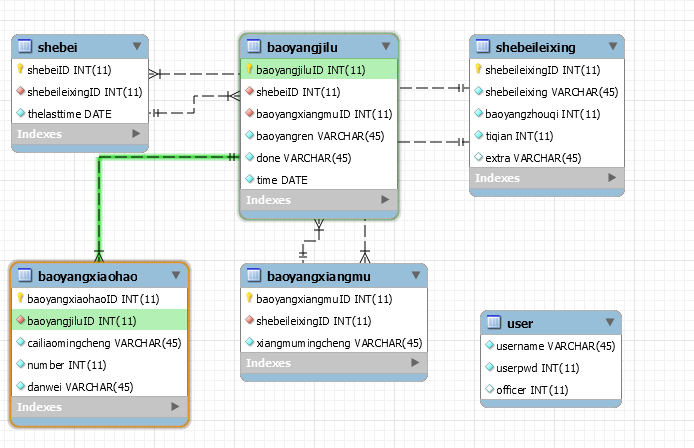 shebei
shebeiID INT(11)
shebeileixingID INT(11)
thelasttime DATE
Indexes
baoyangjilu
baoyangjiluID INT(11)
shebeiID INT(11)
baoyangxiangmuID INT(11)
baoyangren VARCHAR(45)
done VARCHAR(45)
time DATE
Indexes
shebeileixing
shebeileixingID INT(11)
shebeileixing VARCHAR(45)
baoyangzhouqi INT(11)
tiqian INT(11)
extra VARCHAR(45)
Indexes
baoyangxiaohao
baoyangxiaohaoID INT(11)
baoyangjiluID INT(11)
cailiaomingcheng VARCHAR(45)
number INT(11)
danwei VARCHAR(45)
Indexes
baoyangxiangmu
baoyangxiangmuID INT(11)
shebeileixingID INT(11)
xiangmumingcheng VARCHAR(45)
Indexes
user
username VARCHAR(45)
userpwd INT(11)
officer INT(11)
Indexes